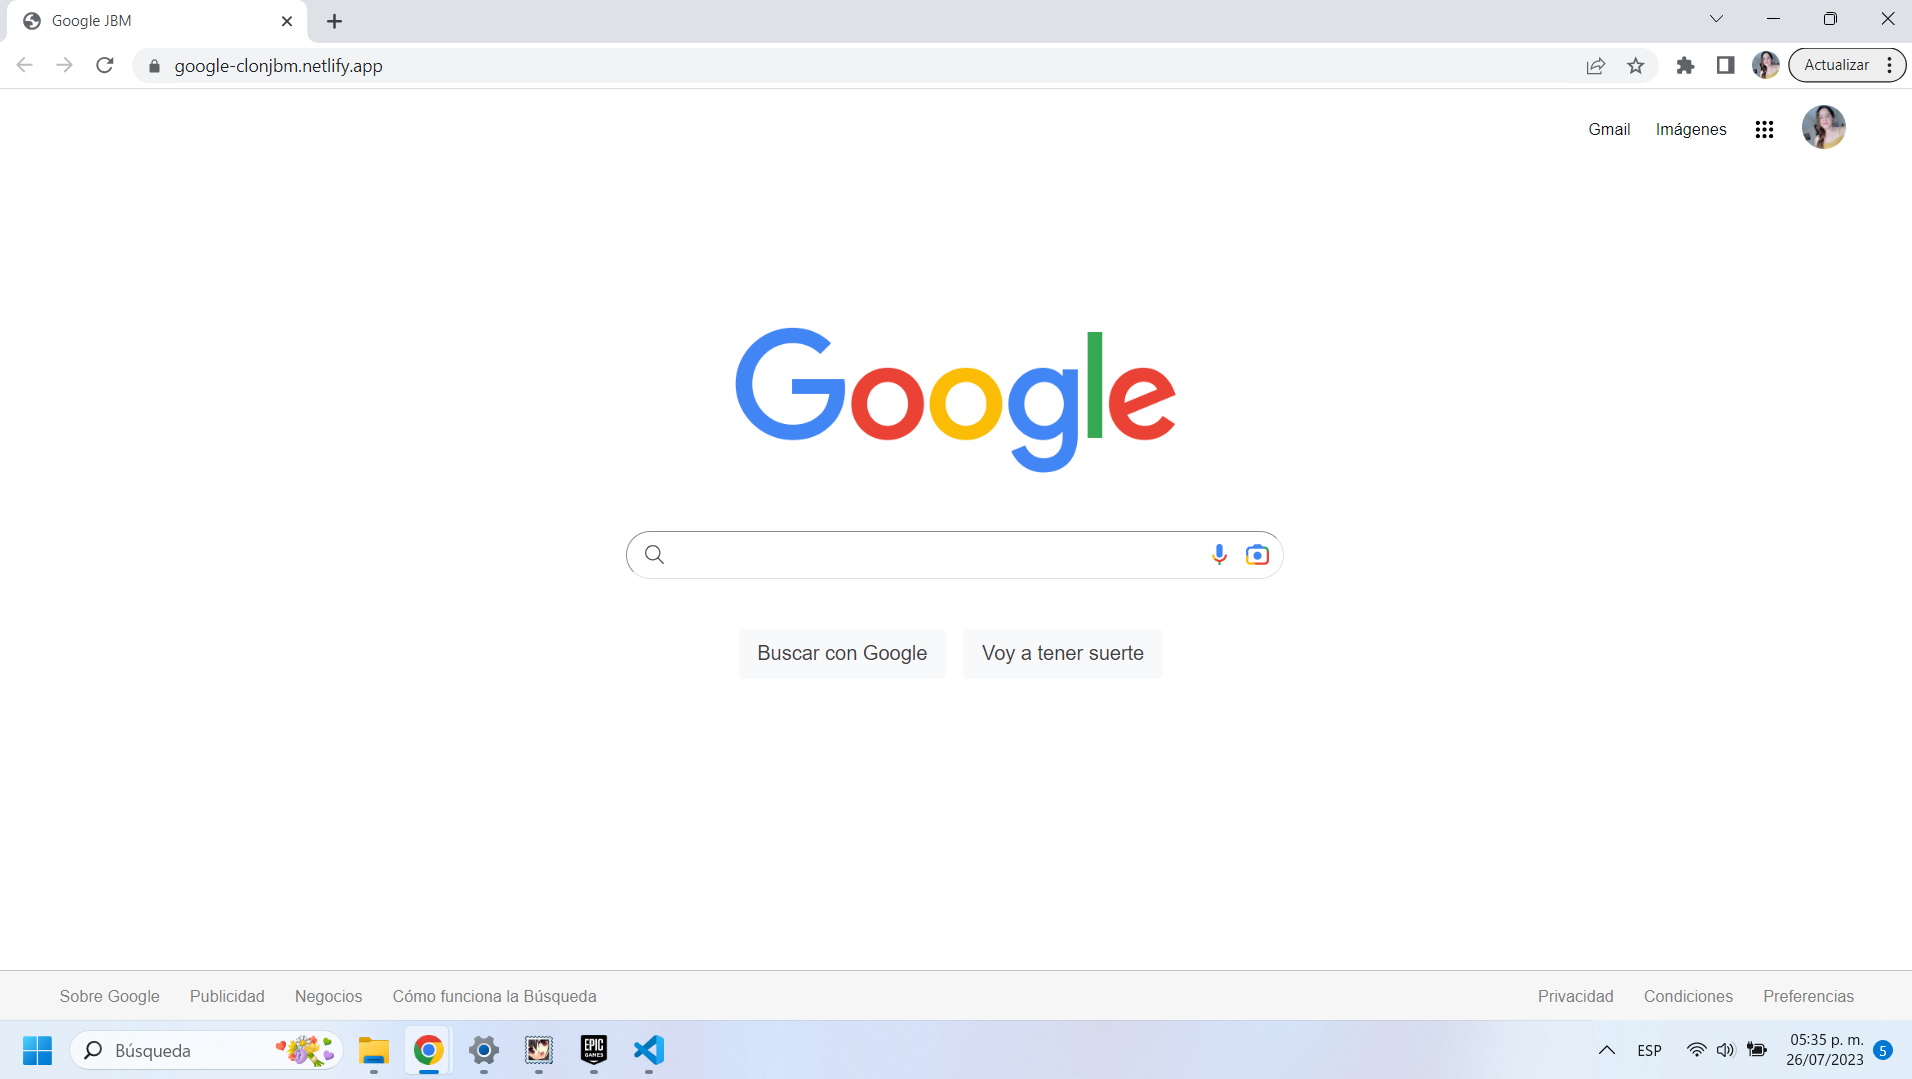 Google JBM
google-clonjbm.netlify.app
Actualizar
Gmail Imágenes
Google
Buscar con Google Voy a tener suerte
Sobre Google Publicidad Negocios Cómo funciona la Búsqueda Privacidad Condiciones Preferencias
Búsqueda
EPIC
GAMES
ESP
05:35 p. m.
26/07/2023
5